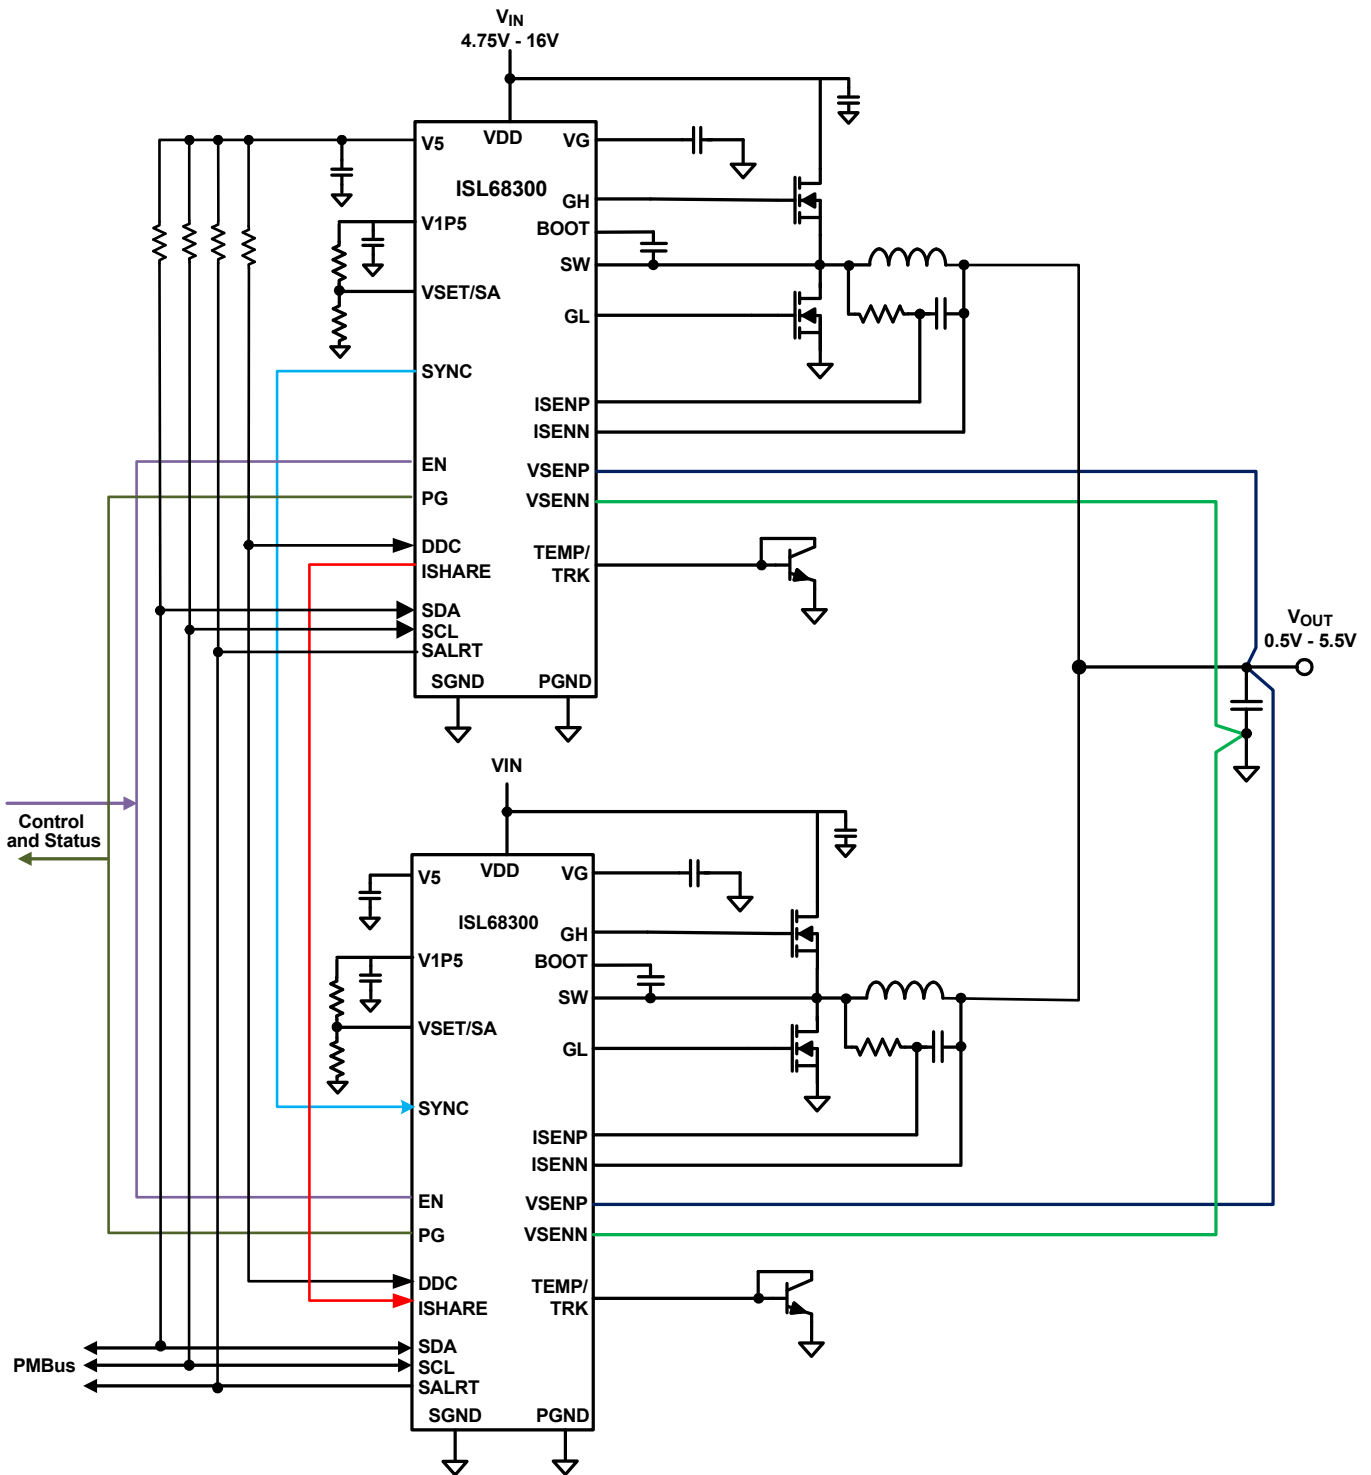 VIN
4.75V - 16V
V5
VDD
VG
ISL68300
GH
V1P5
BOOT
SW
VSET/SA
GL
SYNC
ISENP
ISENN
EN
VSENP
PG
VSENN
DDC
TEMP/
TRK
ISHARE
SDA
SCL
SALRT
SGND
PGND
VOUT
0.5V - 5.5V
VIN
Control
and Status
V5
VDD
VG
ISL68300
GH
V1P5
BOOT
SW
VSET/SA
GL
SYNC
ISENP
ISENN
EN
VSENP
PG
VSENN
DDC
TEMP/
TRK
ISHARE
PMBus
SDA
SCL
SALRT
SGND
PGND